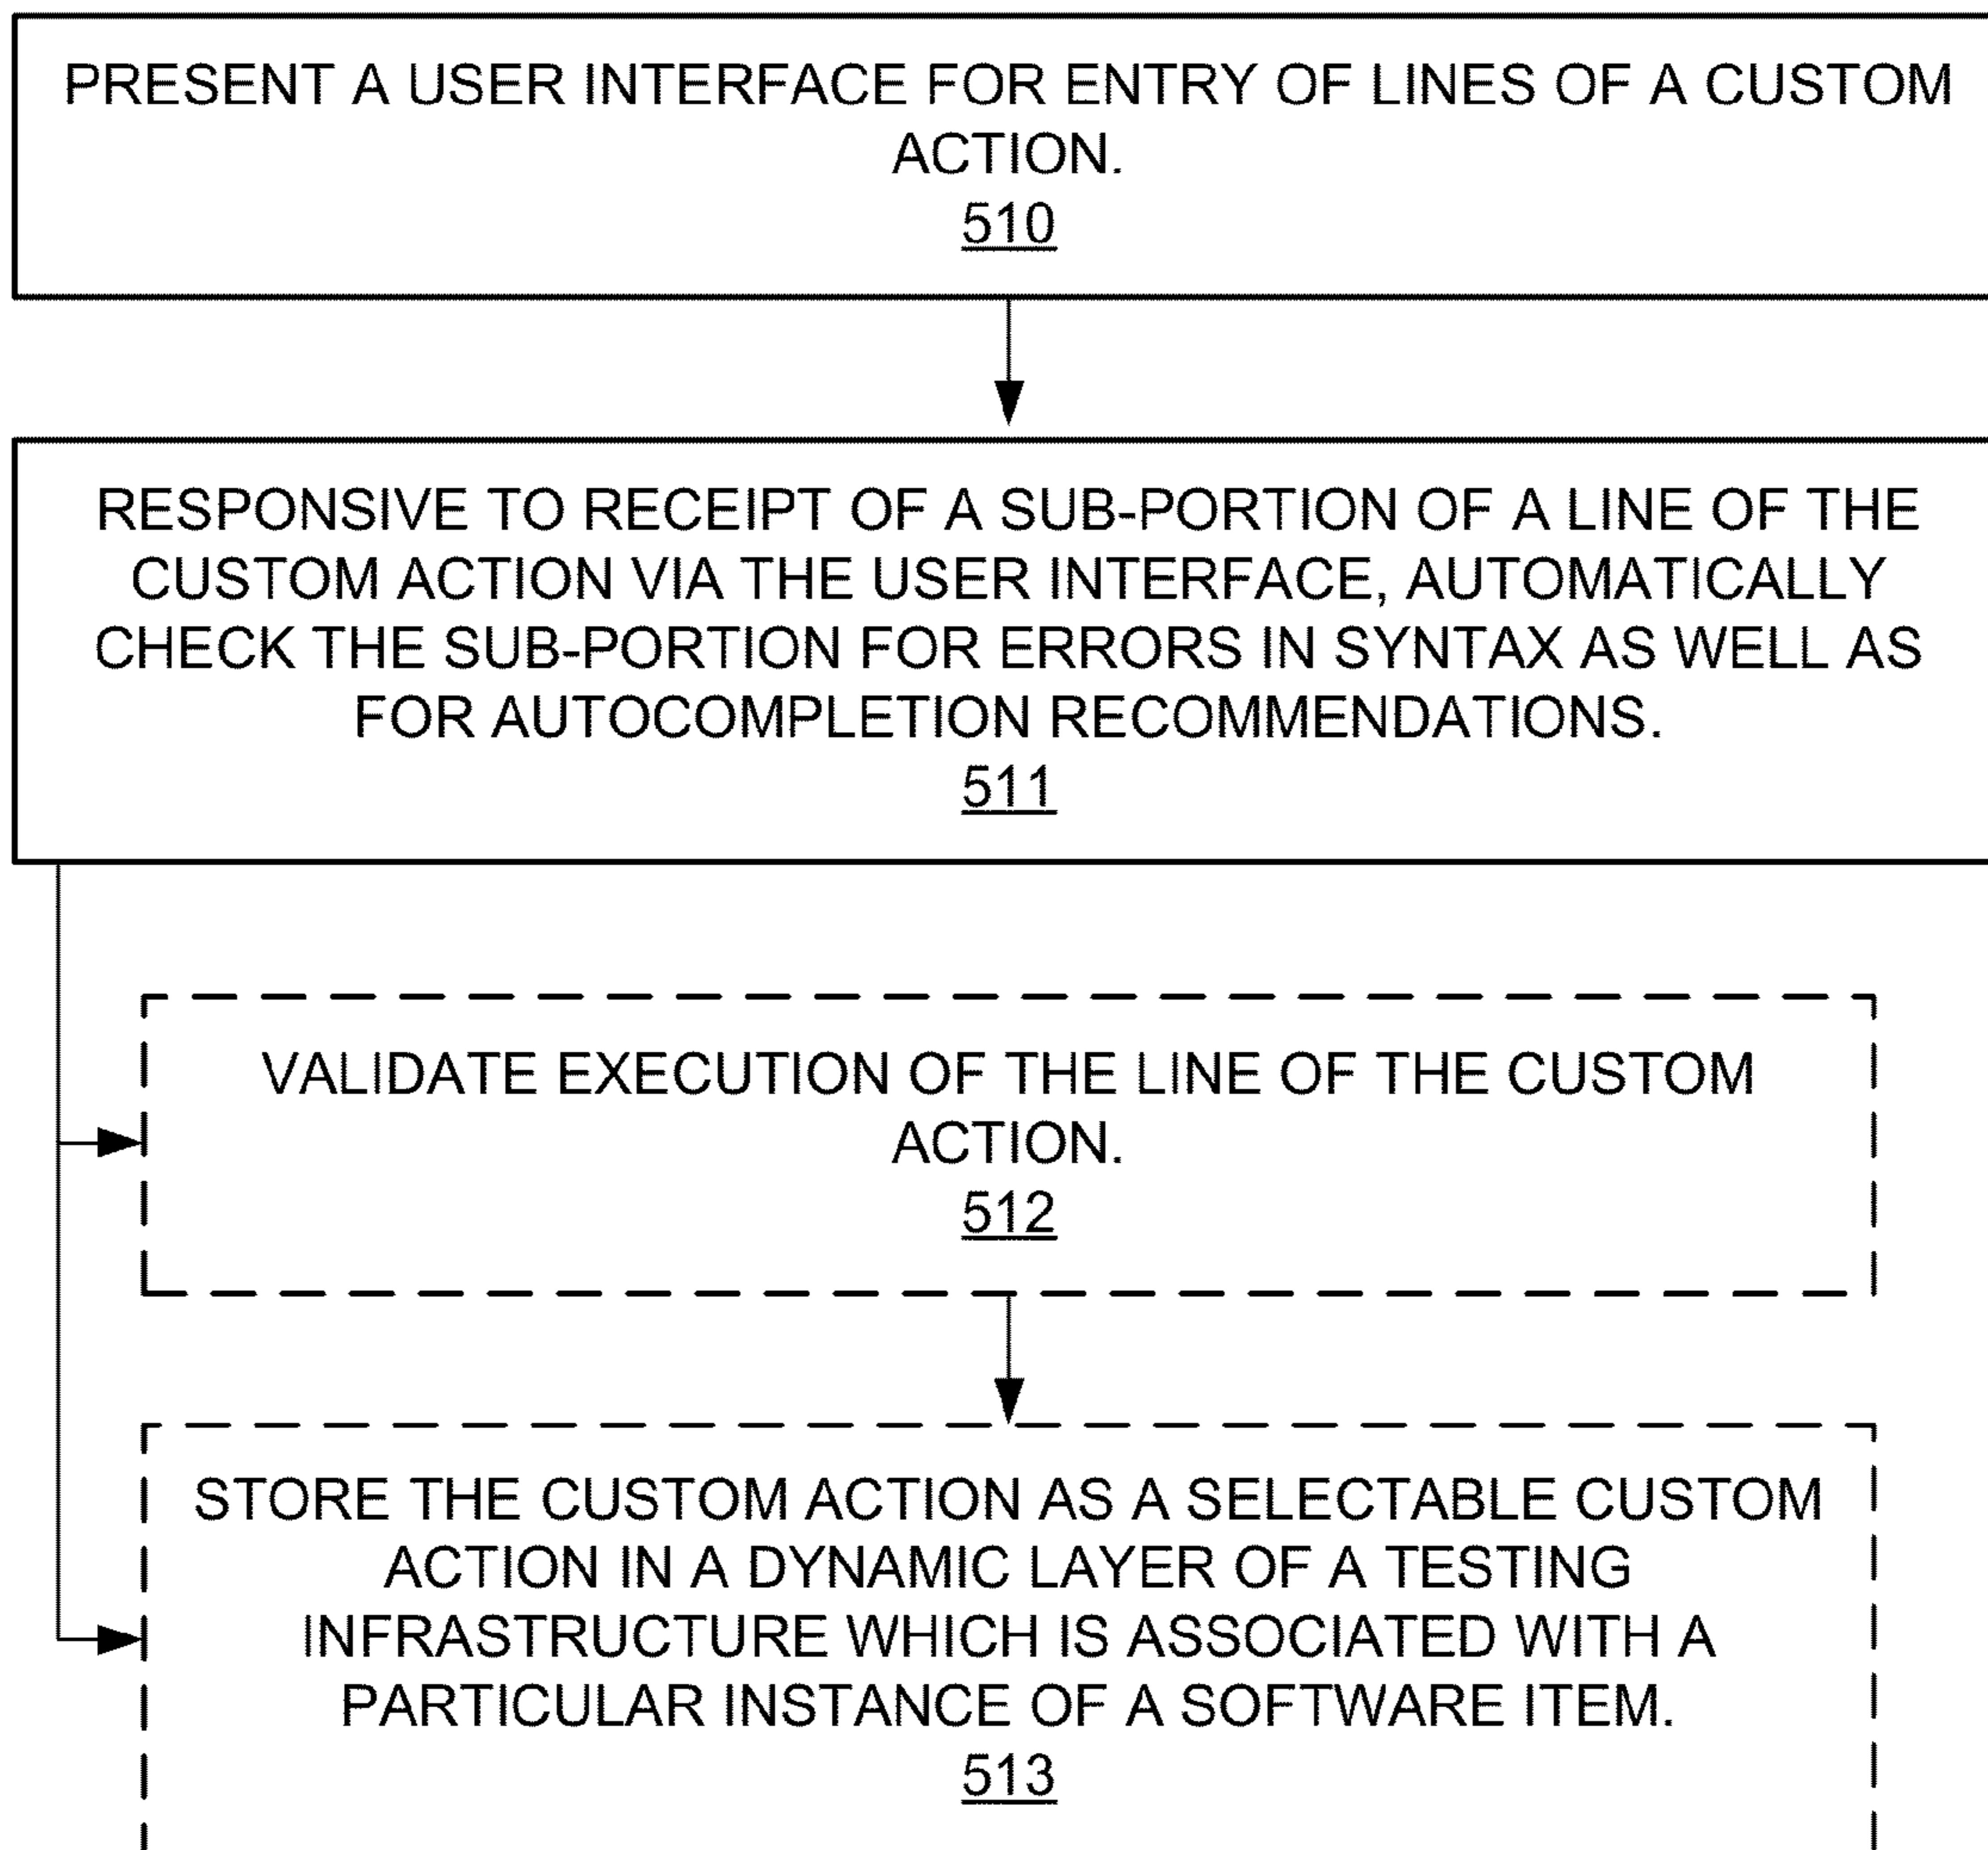 PRESENT A USER INTERFACE FOR ENTRY OF LINES OF A CUSTOM
ACTION.
510
RESPONSIVE TO RECEIPT OF A SUB-PORTION OF A LINE OF THE
CUSTOM ACTION VIA THE USER INTERFACE, AUTOMATICALLY
CHECK THE SUB-PORTION FOR ERRORS IN SYNTAX AS WELL AS
FOR AUTOCOMPLETION RECOMMENDATIONS.
511
VALIDATE EXECUTION OF THE LINE OF THE CUSTOM
ACTION.
512
STORE THE CUSTOM ACTION AS A SELECTABLE CUSTOM
ACTION IN A DYNAMIC LAYER OF A TESTING
INFRASTRUCTURE WHICH IS ASSOCIATED WITH A
PARTICULAR INSTANCE OF A SOFTWARE ITEM.
513